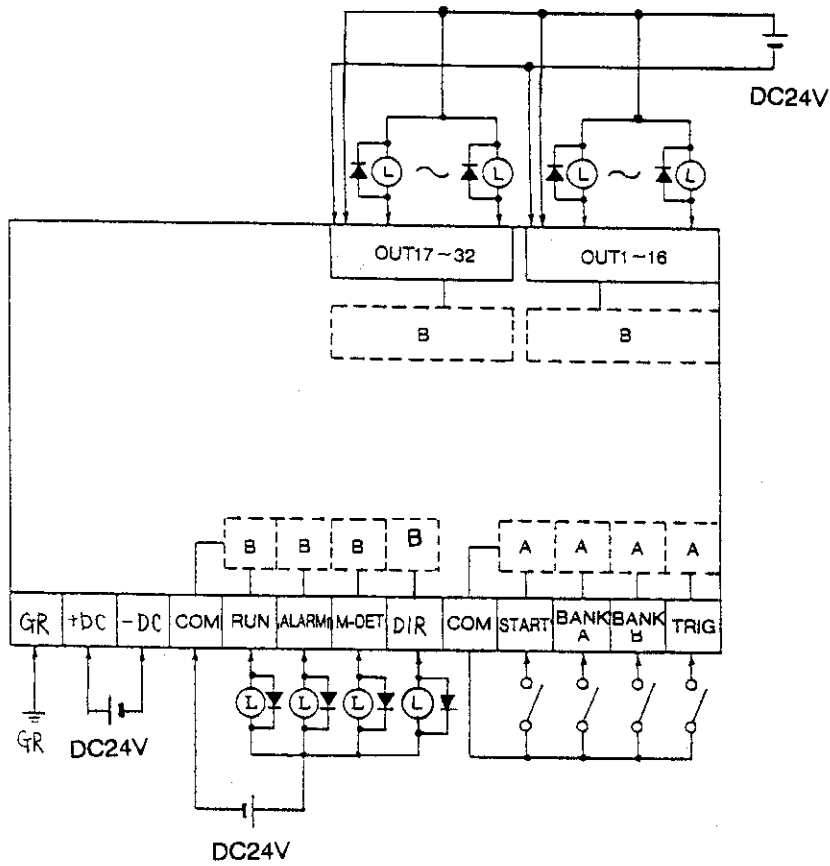 DC24V
L ~ L L ~ L
OUT17~32 OUT1~16
B B
B B B B A A A A
GR +DC -DC COM RUN ALARMn M-DET DIR COM START BANK A BANK B TRIG
L L L L
GR DC24V
DC24V